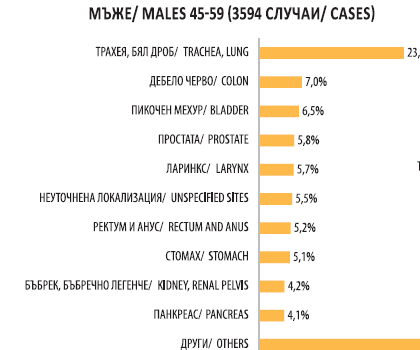 МЪЖЕ/ MALES 45-59 (3594 СЛУЧАИ/ CASES)
ТРАХЕЯ, БЯЛ ДРОБ/ TRACHEA, LUNG 23,
ДЕБЕЛО ЧЕРВО/ COLON 7,0%
ПИКОЧЕН МЕХУР/ BLADDER 6,5%
ПРОСТАТА/ PROSTATE 5,8%
ЛАРИНКС/ LARYNX 5,7%
НЕУТОЧНЕНА ЛОКАЛИЗАЦИЯ/ UNSPECIFIED SITES 5,5%
РЕКТУМ И АНУС/ RECTUM AND ANUS 5,2%
СТОМАХ/ STOMACH 5,1%
БЪБРЕК, БЪБРЕЧНО ЛЕГЕНЧЕ/ KIDNEY, RENAL PELVIS 4,2%
ПАНКРЕАС/ PANCREAS 4,1%
ДРУГИ/ OTHERS